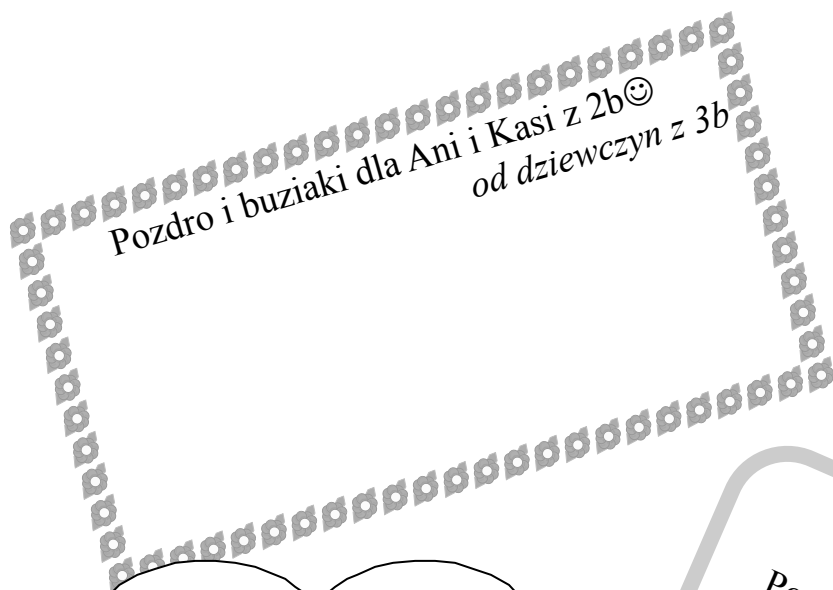 Pozdro i buziaki dla Ani i Kasi z 2b☺
od dziewczyn z 3b